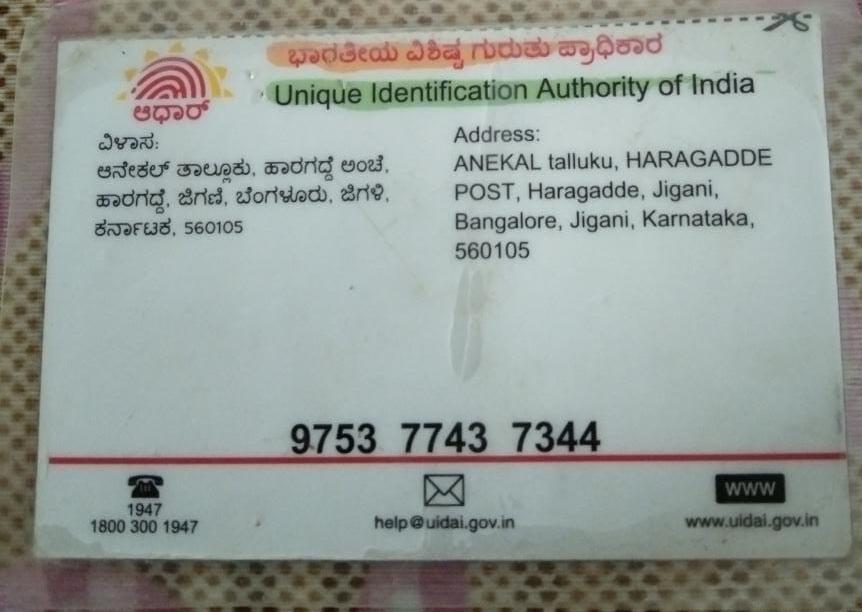 ಭಾರತೀಯ ವಿಶಿಷ್ಟ ಗುರುತು ಪ್ರಾಧಿಕಾರ
Unique Identification Authority of India
ಆಧಾರ್
ವಿಳಾಸ:
ಆನೇಕಲ್ ತಾಲ್ಲೂಕು, ಹಾರಗದ್ದೆ ಅಂಚೆ,
ಹಾರಗದ್ದೆ, ಜಿಗಣಿ, ಬೆಂಗಳೂರು, ಜಿಗಳಿ,
ಕರ್ನಾಟಕ, 560105
Address:
ANEKAL talluku, HARAGADDE
POST, Haragadde, Jigani,
Bangalore, Jigani, Karnataka,
560105
9753 7743 7344
1947
1800 300 1947
help@uidai.gov.in
WWW
www.uidai.gov.in